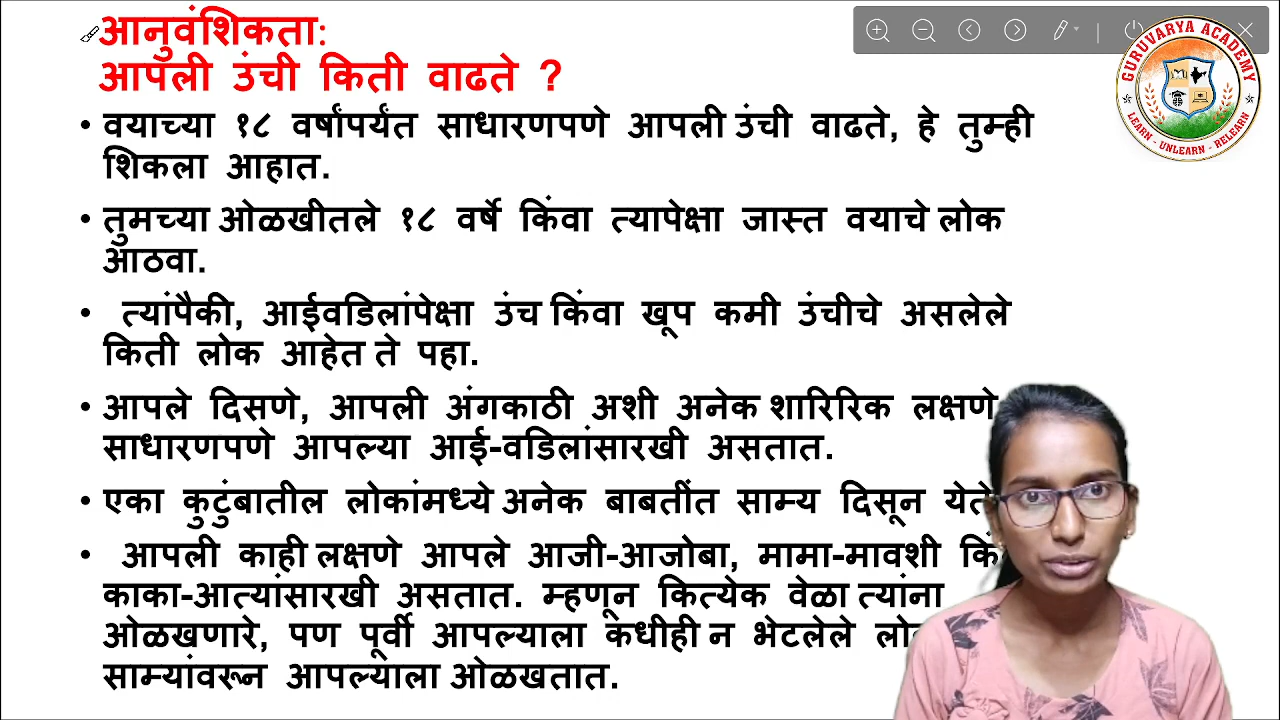 आनुवंशिकता:
आपली उंची किती वाढते ?
• वयाच्या १८ वर्षांपर्यंत साधारणपणे आपली उंची वाढते, हे तुम्ही
शिकला आहात.
• तुमच्या ओळखीतले १८ वर्षे किंवा त्यापेक्षा जास्त वयाचे लोक
आठवा.
• त्यांपैकी, आईवडिलांपेक्षा उंच किंवा खूप कमी उंचीचे असलेले
किती लोक आहेत ते पहा.
• आपले दिसणे, आपली अंगकाठी अशी अनेक शारिरिक लक्षणे
साधारणपणे आपल्या आई-वडिलांसारखी असतात.
• एका कुटुंबातील लोकांमध्ये अनेक बाबतींत साम्य दिसून येते
• आपली काही लक्षणे आपले आजी-आजोबा, मामा-मावशी
काका-आत्यांसारखी असतात. म्हणून कित्येक वेळा त्यांना
ओळखणारे, पण पूर्वी आपल्याला कधीही न भेटलेले
साम्यांवरून आपल्याला ओळखतात.
GURUVARYA ACADEMY
LEARN - UNLEARN - RELEARN